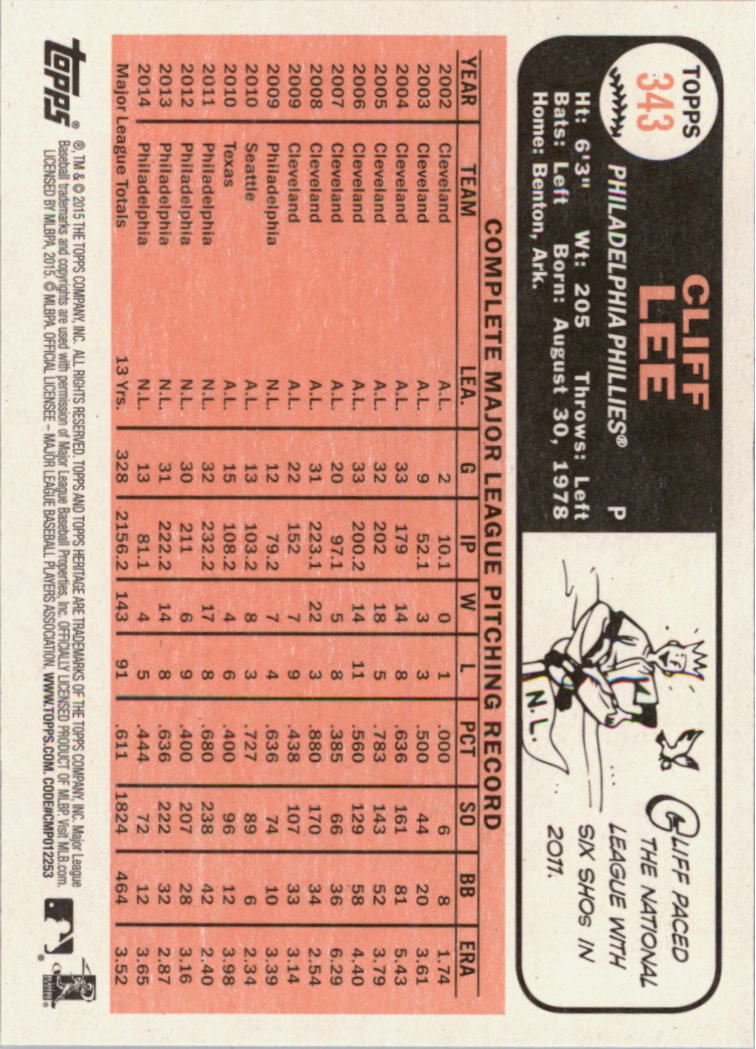 TOPPS
343
CLIFF
LEE
PHILADELPHIA PHILLIES® P
Ht: 6'3" Wt: 205 Throws: Left
Bats: Left Born: August 30, 1978
Home: Benton, Ark.
N.L.
CLIFF PACED
THE NATIONAL
LEAGUE WITH
SIX SHOs IN
2011.
COMPLETE MAJOR LEAGUE PITCHING RECORD
YEAR TEAM LEA. G IP W L PCT SO BB ERA
2002 Cleveland A.L. 2 10.1 0 1 .000 6 8 1.74
2003 Cleveland A.L. 9 52.1 3 3 .500 44 20 3.61
2004 Cleveland A.L. 33 179 14 8 .636 161 81 5.43
2005 Cleveland A.L. 32 202 18 5 .783 143 52 3.79
2006 Cleveland A.L. 33 200.2 14 11 .560 129 58 4.40
2007 Cleveland A.L. 20 97.1 5 8 .385 66 36 6.29
2008 Cleveland A.L. 31 223.1 22 3 .880 170 34 2.54
2009 Cleveland A.L. 22 152 7 9 .438 107 33 3.14
2009 Philadelphia N.L. 12 79.2 7 4 .636 74 10 3.39
2010 Seattle A.L. 13 103.2 8 3 .727 89 6 2.34
2010 Texas A.L. 15 108.2 4 6 .400 96 12 3.98
2011 Philadelphia N.L. 32 232.2 17 8 .680 238 42 2.40
2012 Philadelphia N.L. 30 211 6 9 .400 207 28 3.16
2013 Philadelphia N.L. 31 222.2 14 8 .636 222 32 2.87
2014 Philadelphia N.L. 13 81.1 4 5 .444 72 12 3.65
Major League Totals 13 Yrs. 328 2156.2 143 91 .611 1824 464 3.52
topps®
®, TM & © 2015 THE TOPPS COMPANY, INC. ALL RIGHTS RESERVED. TOPPS AND TOPPS HERITAGE ARE TRADEMARKS OF THE TOPPS COMPANY, INC. Major League
Baseball trademarks and copyrights are used with permission of Major League Baseball Properties, Inc. OFFICIALLY LICENSED PRODUCT OF MLBP. Visit MLB.com.
LICENSED BY MLBPA, 2015. © MLBPA. OFFICIAL LICENSEE – MAJOR LEAGUE BASEBALL PLAYERS ASSOCIATION. WWW.TOPPS.COM. CODE#CMP012253